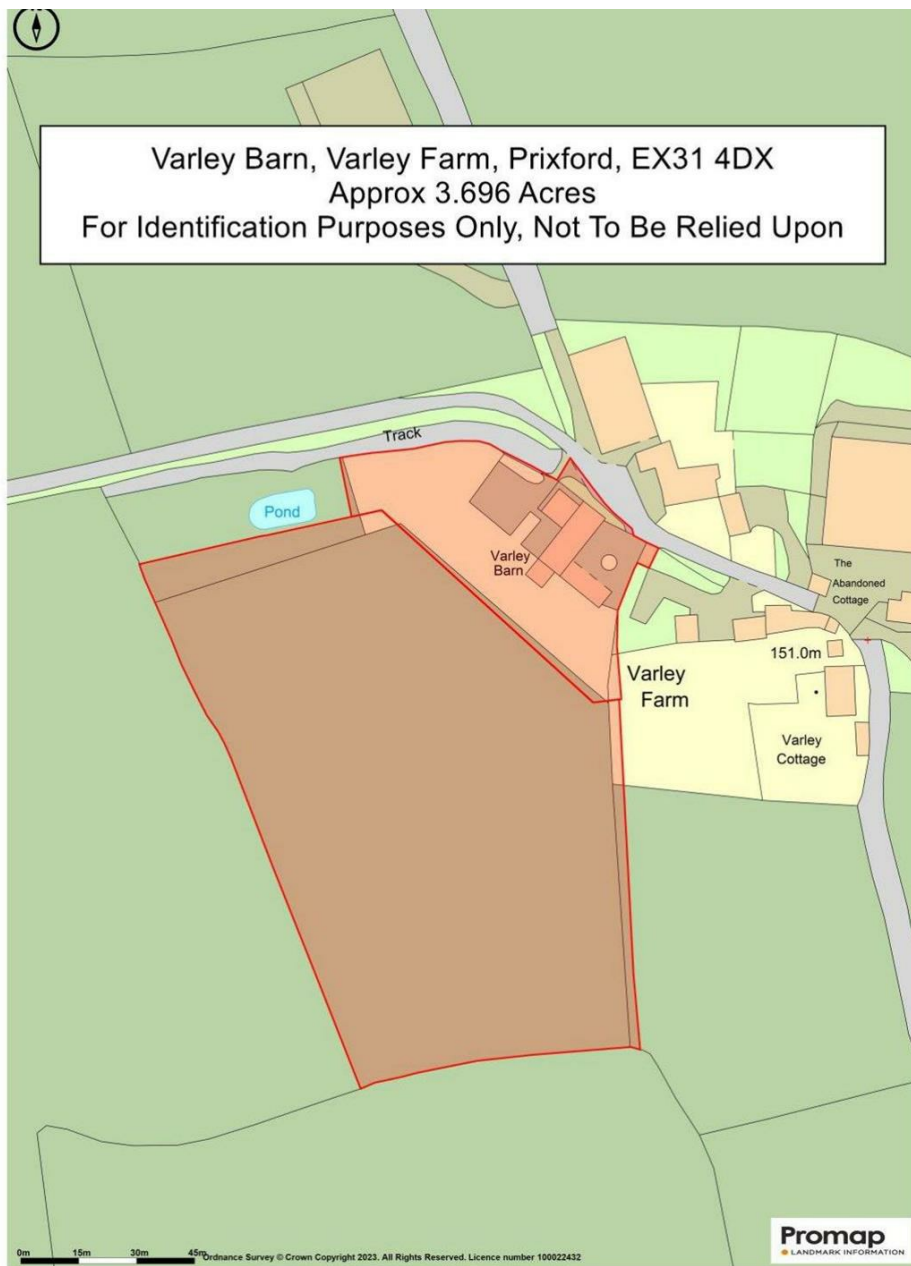 Varley Barn, Varley Farm, Prixford, EX31 4DX
Approx 3.696 Acres
For Identification Purposes Only, Not To Be Relied Upon
Track
Pond
Varley
Barn
The
Abandoned
Cottage
151.0m
Varley
Farm
Varley
Cottage
0m 15m 30m 45m
Ordnance Survey © Crown Copyright 2023. All Rights Reserved. Licence number 100022432
Promap
LANDMARK INFORMATION